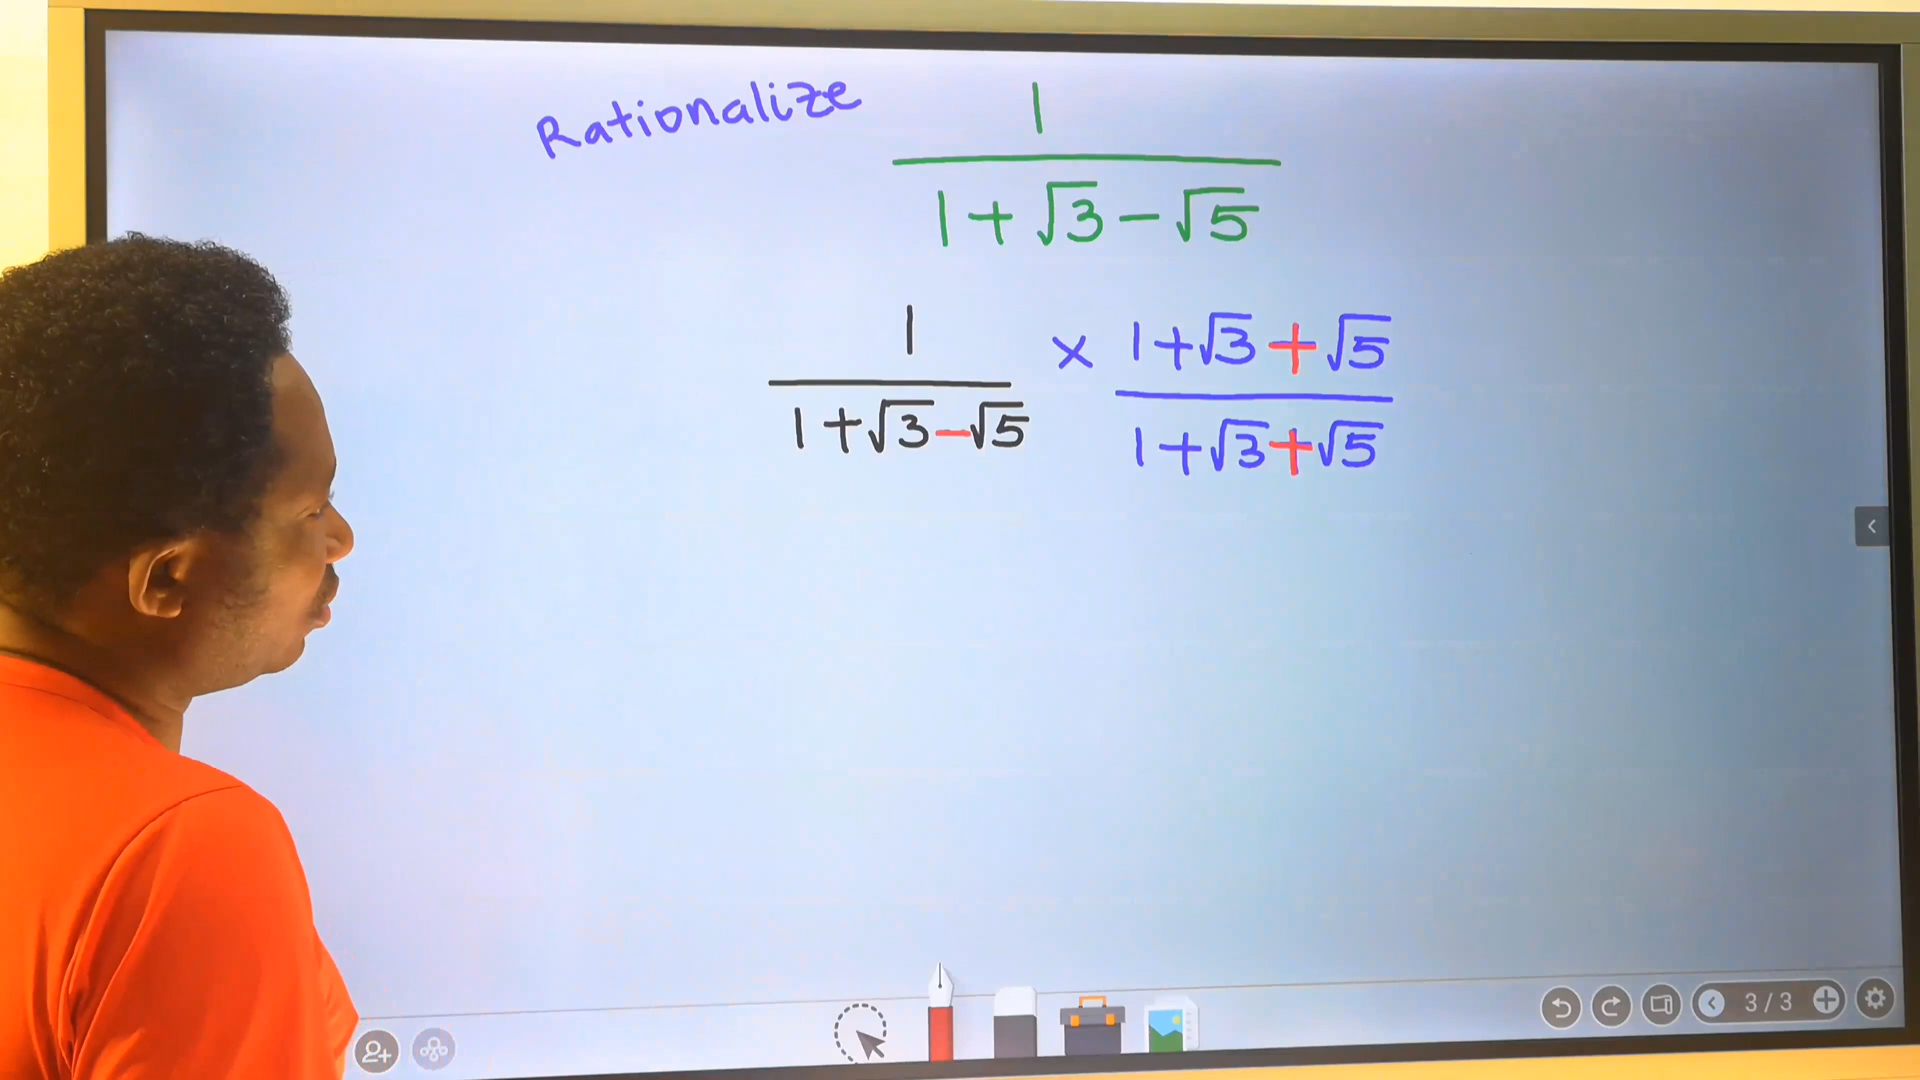 Rationalize
1
1 + √3 − √5
1 × 1 + √3 + √5
1 + √3 − √5 1 + √3 + √5
3 / 3